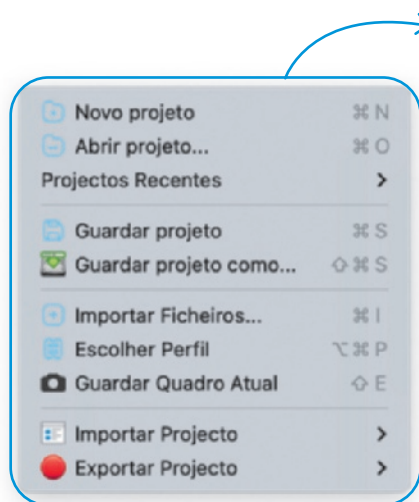 Novo projeto ⌘ N
Abrir projeto... ⌘ O
Projectos Recentes >
Guardar projeto ⌘ S
Guardar projeto como... ⇧ ⌘ S
Importar Ficheiros... ⌘ I
Escolher Perfil ⌥ ⌘ P
Guardar Quadro Atual ⇧ E
Importar Projecto >
Exportar Projecto >